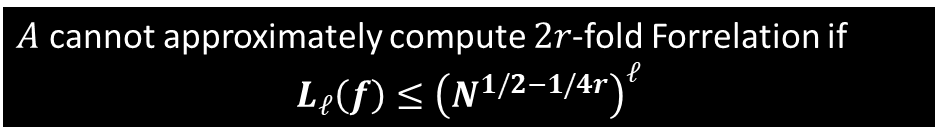 A cannot approximately compute 2r-fold Forrelation if
L_ℓ(f) ≤ (N^{1/2−1/4r})^ℓ